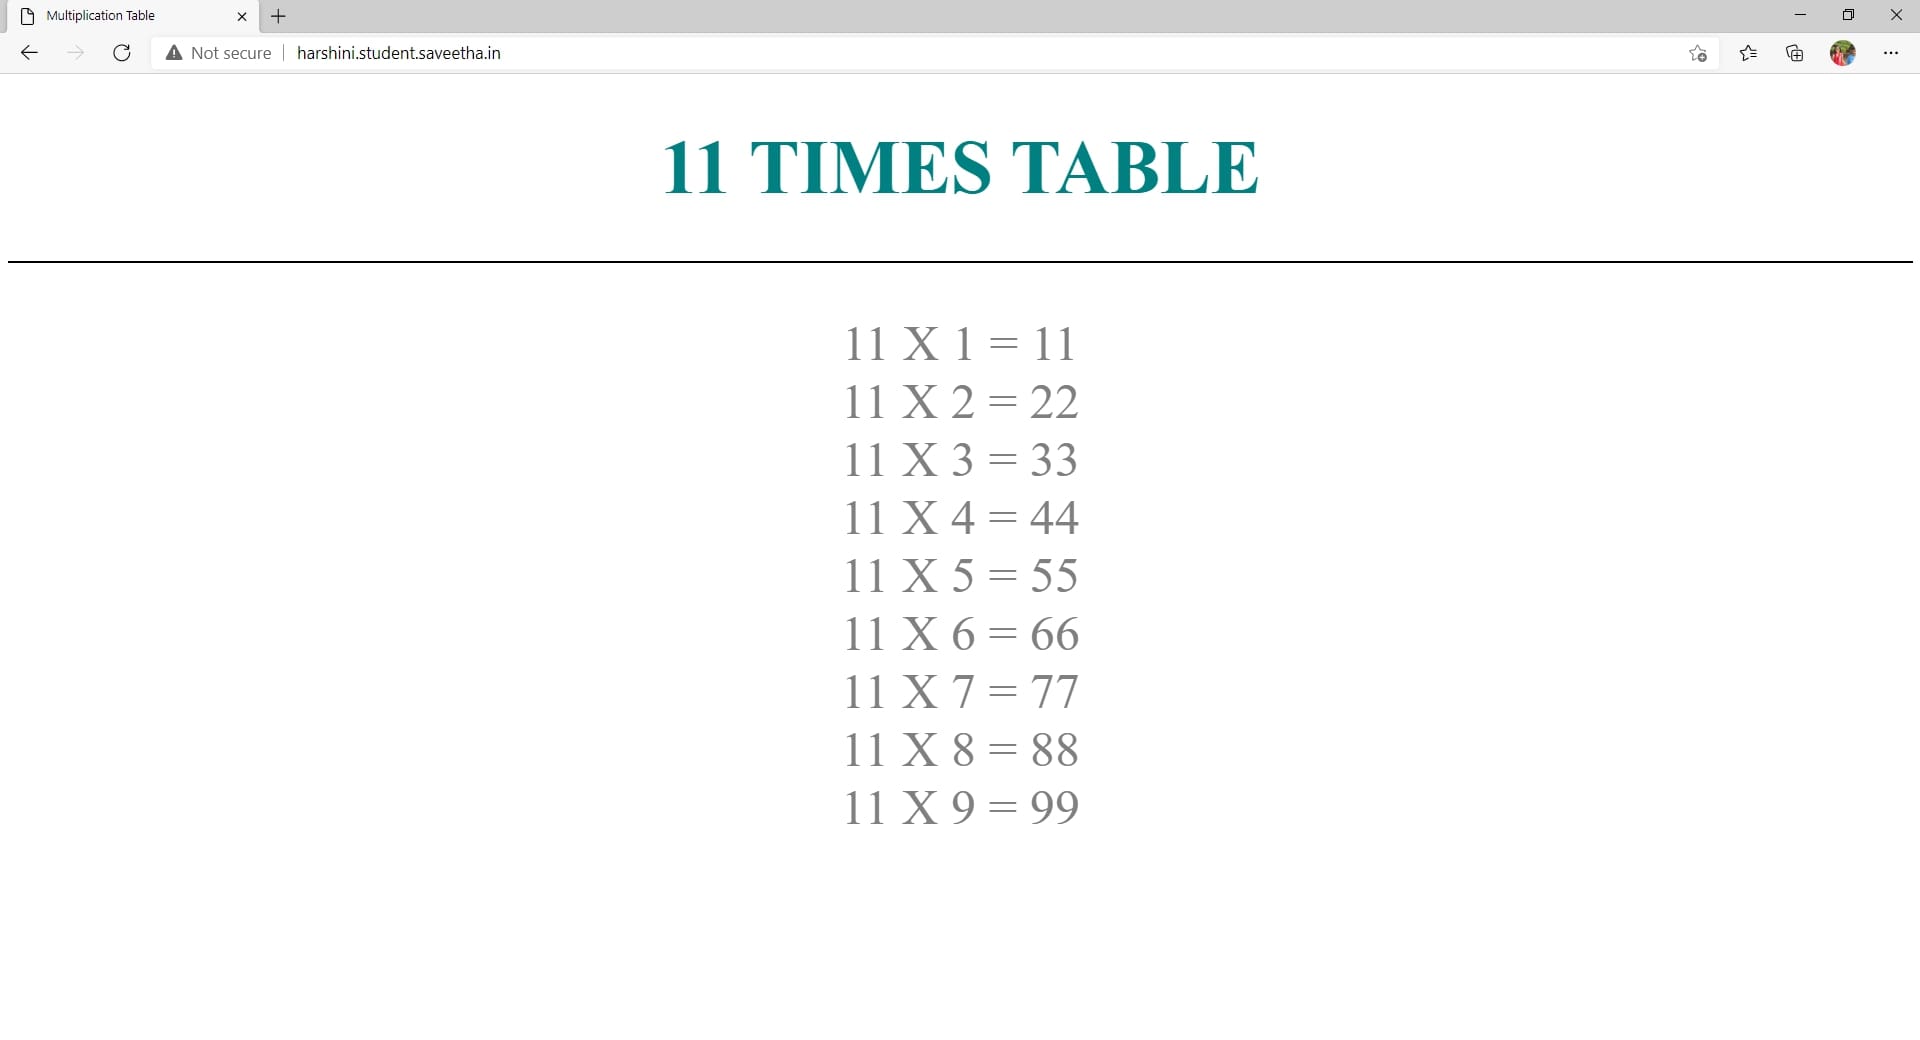 Multiplication Table
Not secure
harshini.student.saveetha.in
11 TIMES TABLE
11 X 1 = 11
11 X 2 = 22
11 X 3 = 33
11 X 4 = 44
11 X 5 = 55
11 X 6 = 66
11 X 7 = 77
11 X 8 = 88
11 X 9 = 99